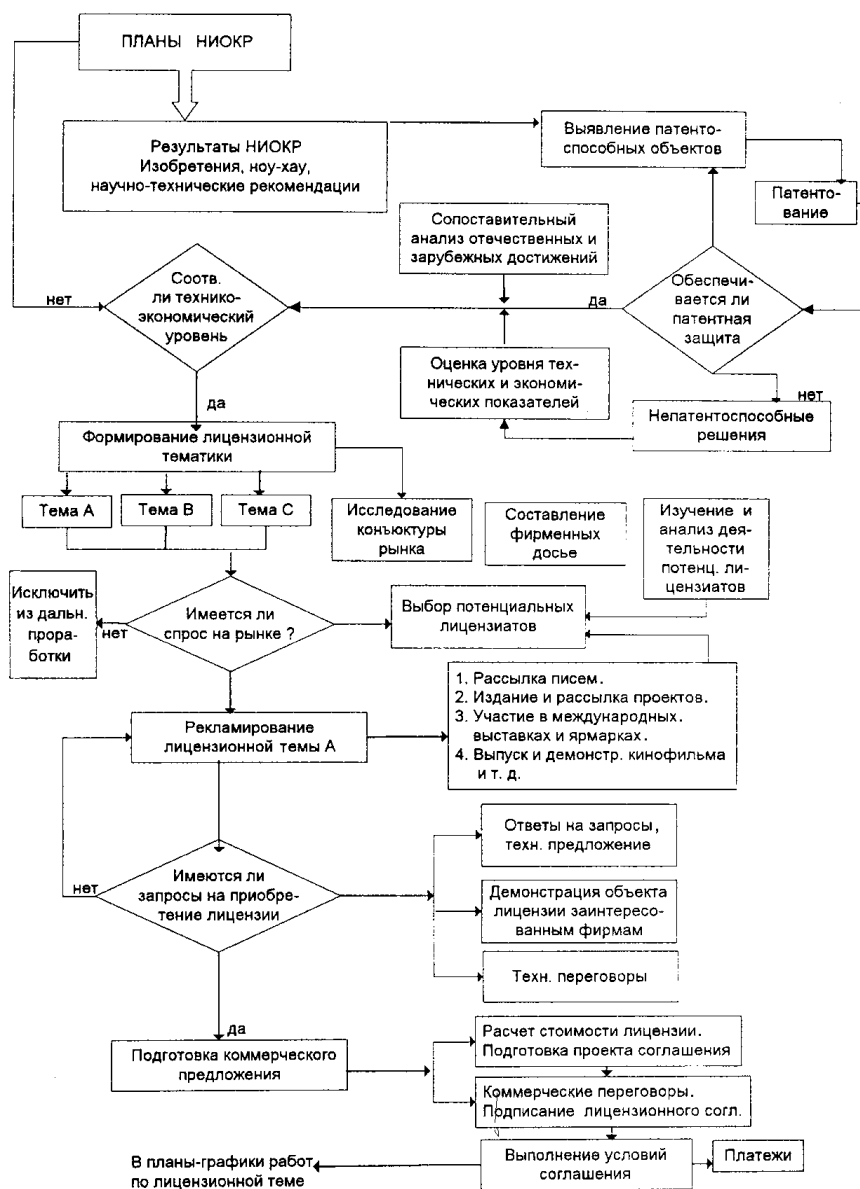 ПЛАНЫ НИОКР
Результаты НИОКР
Изобретения, ноу-хау,
научно-технические рекомендации
Выявление патенто-
способных объектов
Патенто-
вание
Сопоставительный
анализ отечественных и
зарубежных достижений
Соотв.
ли технико-
экономический
уровень
нет
да
Обеспечи-
вается ли
патентная
защита
да
нет
Оценка уровня тех-
нических и экономи-
ческих показателей
Непатентоспособные
решения
Формирование лицензионной
тематики
Тема А
Тема В
Тема С
Исследование
конъюктуры
рынка
Составление
фирменных
досье
Изучение и
анализ дея-
тельности
потенц. ли-
цензиатов
Исключить
из дальн.
прора-
ботки
нет
Имеется ли
спрос на рынке ?
Выбор потенциальных
лицензиатов
Рекламирование
лицензионной темы А
1. Рассылка писем.
2. Издание и рассылка проектов.
3. Участие в международных.
выставках и ярмарках.
4. Выпуск и демонстр. кинофильма
и т. д.
нет
Имеются ли
запросы на приобре-
тение лицензии
Ответы на запросы,
техн. предложение
Демонстрация объекта
лицензии заинтересо-
ванным фирмам
Техн. переговоры
да
Подготовка коммерческого
предложения
Расчет стоимости лицензии.
Подготовка проекта соглашения
Коммерческие переговоры.
Подписание лицензионного согл.
Выполнение условий
соглашения
Платежи
В планы-графики работ
по лицензионной теме